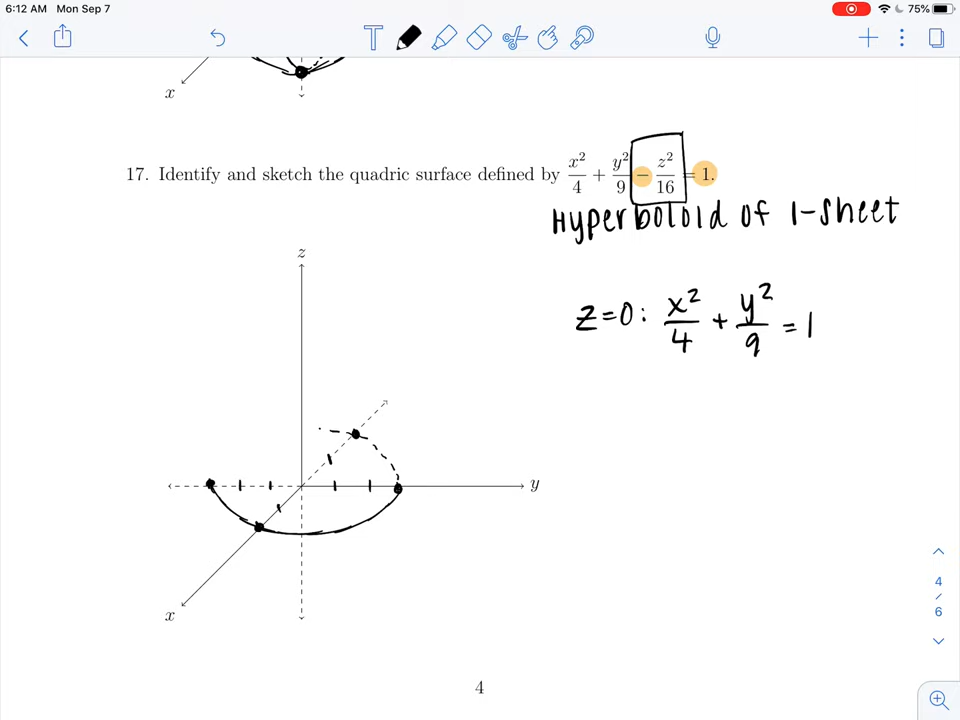 6:12 AM Mon Sep 7 75%
T
x
17. Identify and sketch the quadric surface defined by x²/4 + y²/9 − z²/16 = 1.
Hyperboloid of 1-sheet
z
z=0: x²/4 + y²/9 = 1
y
x
4
/
6
4